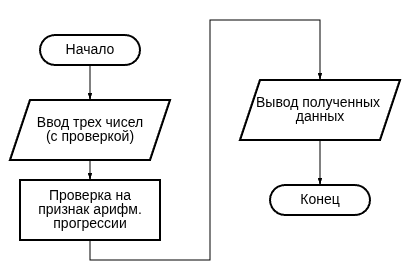 Начало
Ввод трех чисел
(с проверкой)
Проверка на
признак арифм.
прогрессии
Вывод полученных
данных
Конец